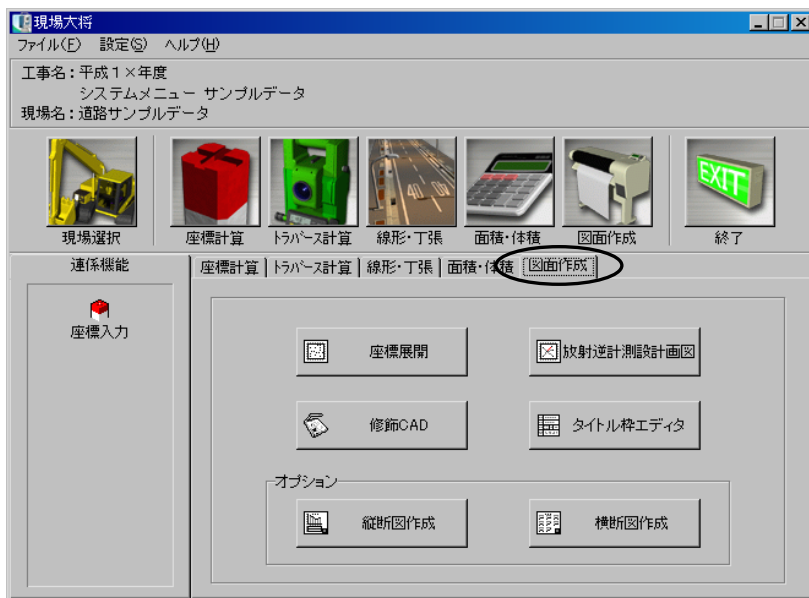 現場大将
ファイル(F) 設定(S) ヘルプ(H)
工事名：平成１×年度
システムメニュー サンプルデータ
現場名：道路サンプルデータ
EXIT
現場選択 座標計算 トラバース計算 線形・丁張 面積・体積 図面作成 終了
連係機能 座標計算 トラバース計算 線形・丁張 面積・体積 図面作成
座標入力
座標展開 放射逆計測設計画図
修飾CAD タイトル枠エディタ
オプション
縦断図作成 横断図作成